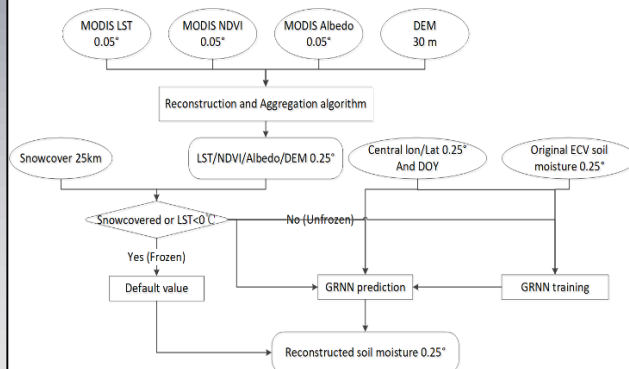 MODIS LST
0.05°
MODIS NDVI
0.05°
MODIS Albedo
0.05°
DEM
30 m
Reconstruction and Aggregation algorithm
Snowcover 25km
LST/NDVI/Albedo/DEM 0.25°
Central lon/Lat 0.25°
And DOY
Original ECV soil
moisture 0.25°
Snowcovered or LST<0℃
No (Unfrozen)
Yes (Frozen)
Default value
GRNN prediction
GRNN training
Reconstructed soil moisture 0.25°